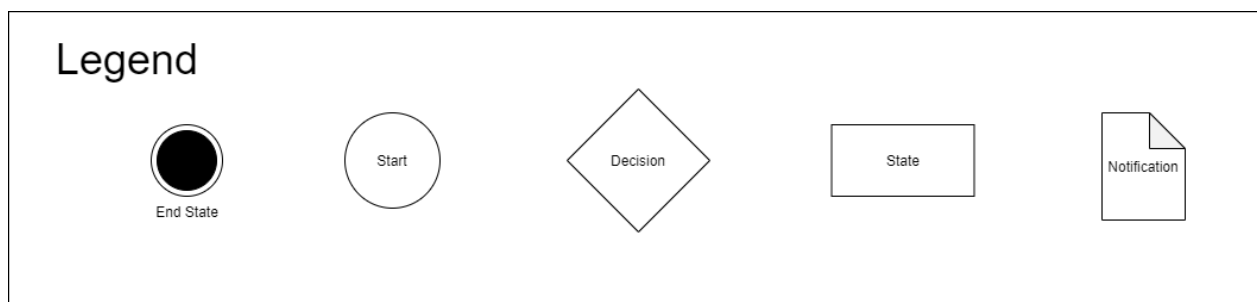 Legend
Start
Decision
State
Notification
End State